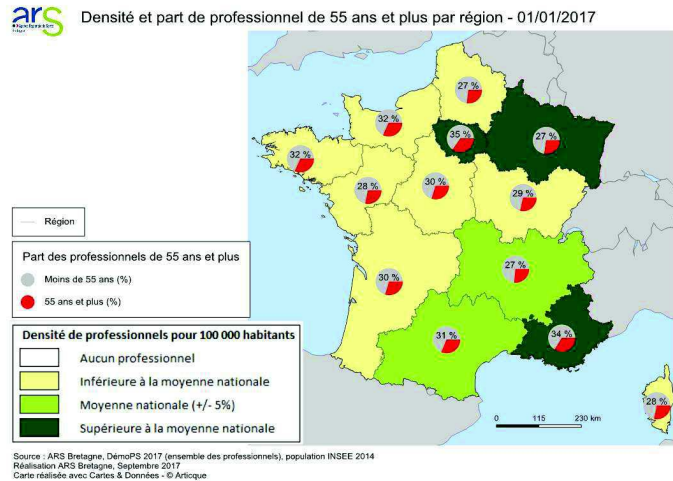 ars
Densité et part de professionnel de 55 ans et plus par région - 01/01/2017
27 %
32 %
35 %
27 %
32 %
28 %
30 %
29 %
Région
Part des professionnels de 55 ans et plus
Moins de 55 ans (%)
55 ans et plus (%)
27 %
30 %
31 %
34 %
28 %
Densité de professionnels pour 100 000 habitants
Aucun professionnel
Inférieure à la moyenne nationale
Moyenne nationale (+/- 5%)
Supérieure à la moyenne nationale
0 115 230 km
Source : ARS Bretagne, DémoPS 2017 (ensemble des professionnels), population INSEE 2014
Réalisation ARS Bretagne, Septembre 2017
Carte réalisée avec Cartes & Données - © Articque